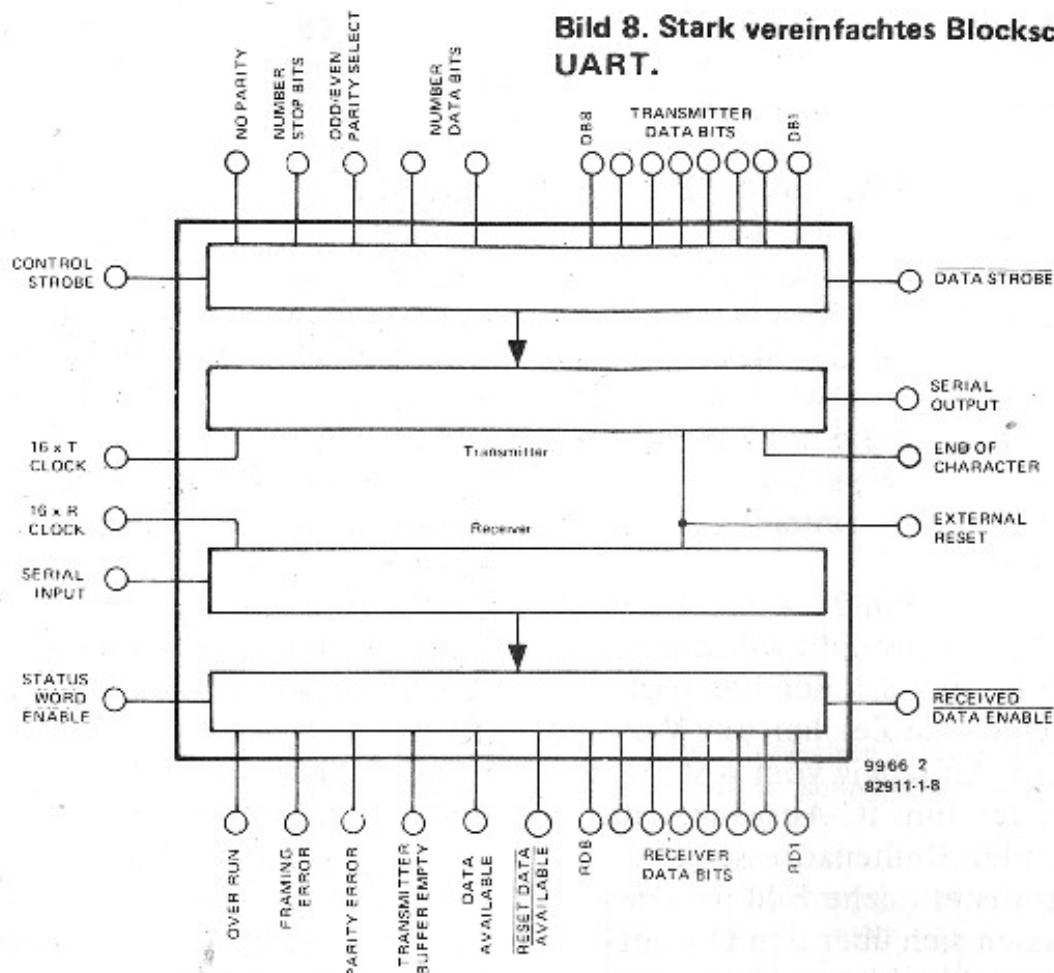 Bild 8. Stark vereinfachtes
UART.
NO PARITY
NUMBER
STOP BITS
ODD/EVEN
PARITY SELECT
NUMBER
DATA BITS
DB8
TRANSMITTER
DATA BITS
DB1
CONTROL
STROBE
DATA STROBE
SERIAL
OUTPUT
16 x T
CLOCK
Transmitter
END OF
CHARACTER
16 x R
CLOCK
Receiver
EXTERNAL
RESET
SERIAL
INPUT
STATUS
WORD
ENABLE
RECEIVED
DATA ENABLE
9966 2
82911-1-8
OVER RUN
FRAMING
ERROR
PARITY ERROR
TRANSMITTER
BUFFER EMPTY
DATA
AVAILABLE
RESET DATA
AVAILABLE
RD8
RECEIVER
DATA BITS
RD1